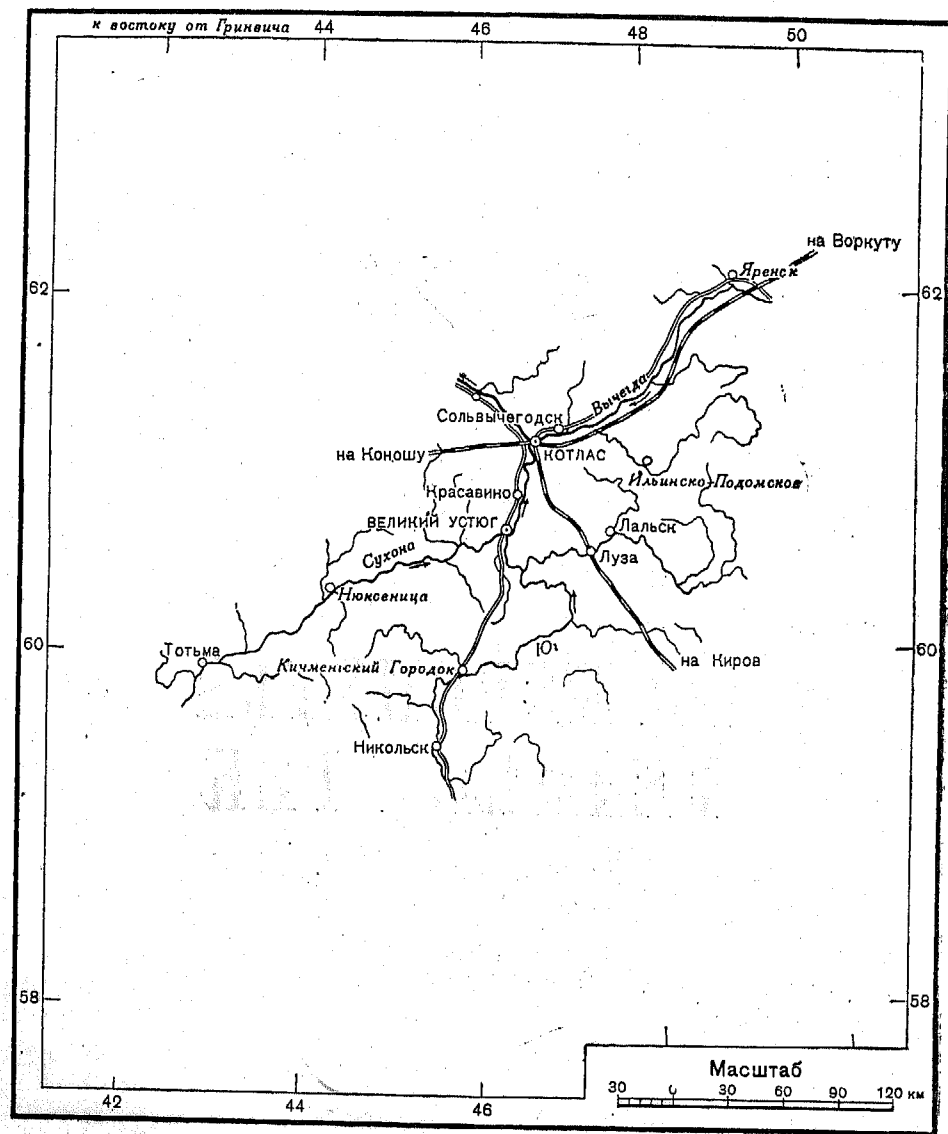 к востоку от Гринвича
44
46
48
50
на Воркуту
Яренск
62
62
Вычегда
Сольвычегодск
на Коношу
КОТЛАС
Ильинско-Подомское
Красавино
ВЕЛИКИЙ УСТЮГ
Лальск
Сухона
Луза
Нюксеница
60
Тотьма
Юг
60
Кичменгский Городок
на Киров
Никольск
58
58
Масштаб
30 0 30 60 90 120 км
42
44
46